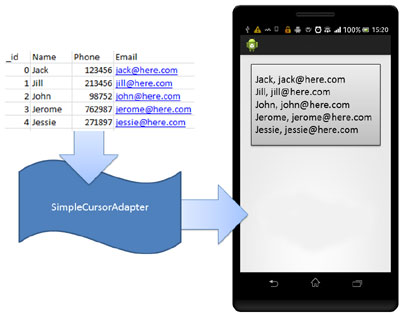 _id Name Phone Email
0 Jack 123456 jack@here.com
1 Jill 213456 jill@here.com
2 John 98752 john@here.com
3 Jerome 762987 jerome@here.com
4 Jessie 271897 jessie@here.com
SimpleCursorAdapter
100% 15:20
Jack, jack@here.com
Jill, jill@here.com
John, john@here.com
Jerome, jerome@here.com
Jessie, jessie@here.com